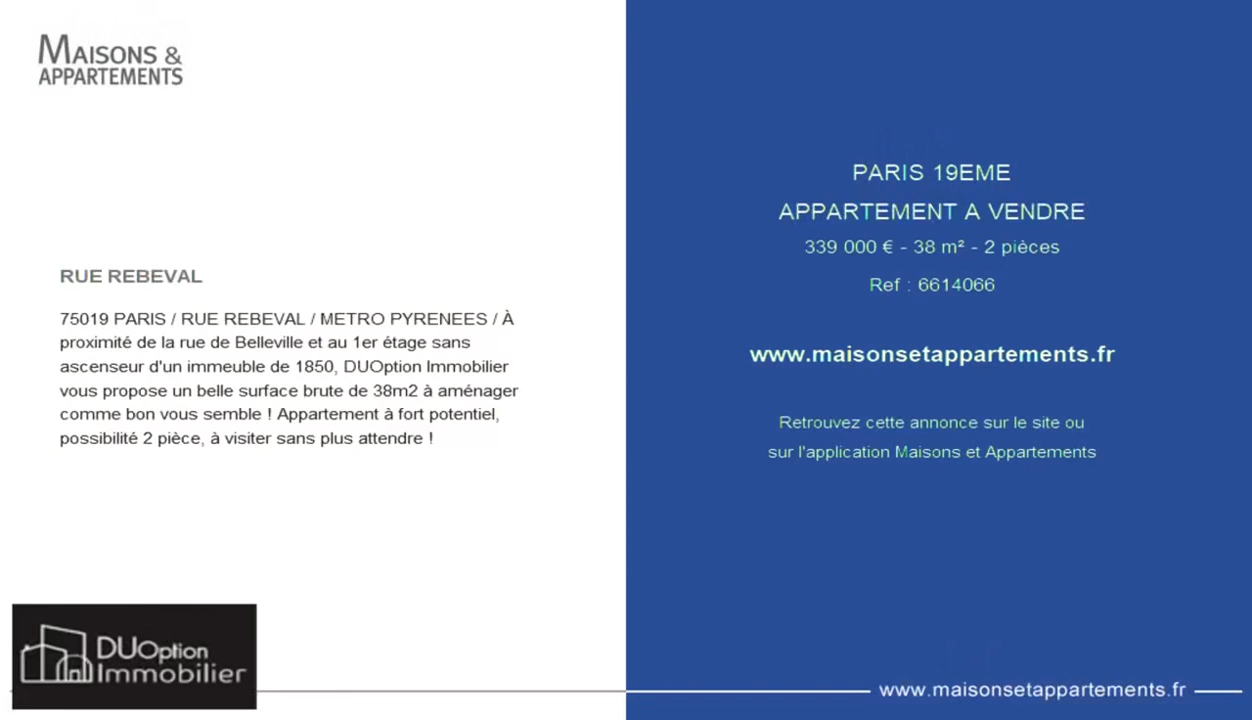 MAISONS &
APPARTEMENTS
RUE REBEVAL
75019 PARIS / RUE REBEVAL / METRO PYRENEES / À
proximité de la rue de Belleville et au 1er étage sans
ascenseur d'un immeuble de 1850, DUOption Immobilier
vous propose un belle surface brute de 38m2 à aménager
comme bon vous semble ! Appartement à fort potentiel,
possibilité 2 pièce, à visiter sans plus attendre !
DUOption
Immobilier
PARIS 19EME
APPARTEMENT A VENDRE
339 000 € - 38 m² - 2 pièces
Ref : 6614066
www.maisonsetappartements.fr
Retrouvez cette annonce sur le site ou
sur l'application Maisons et Appartements
www.maisonsetappartements.fr